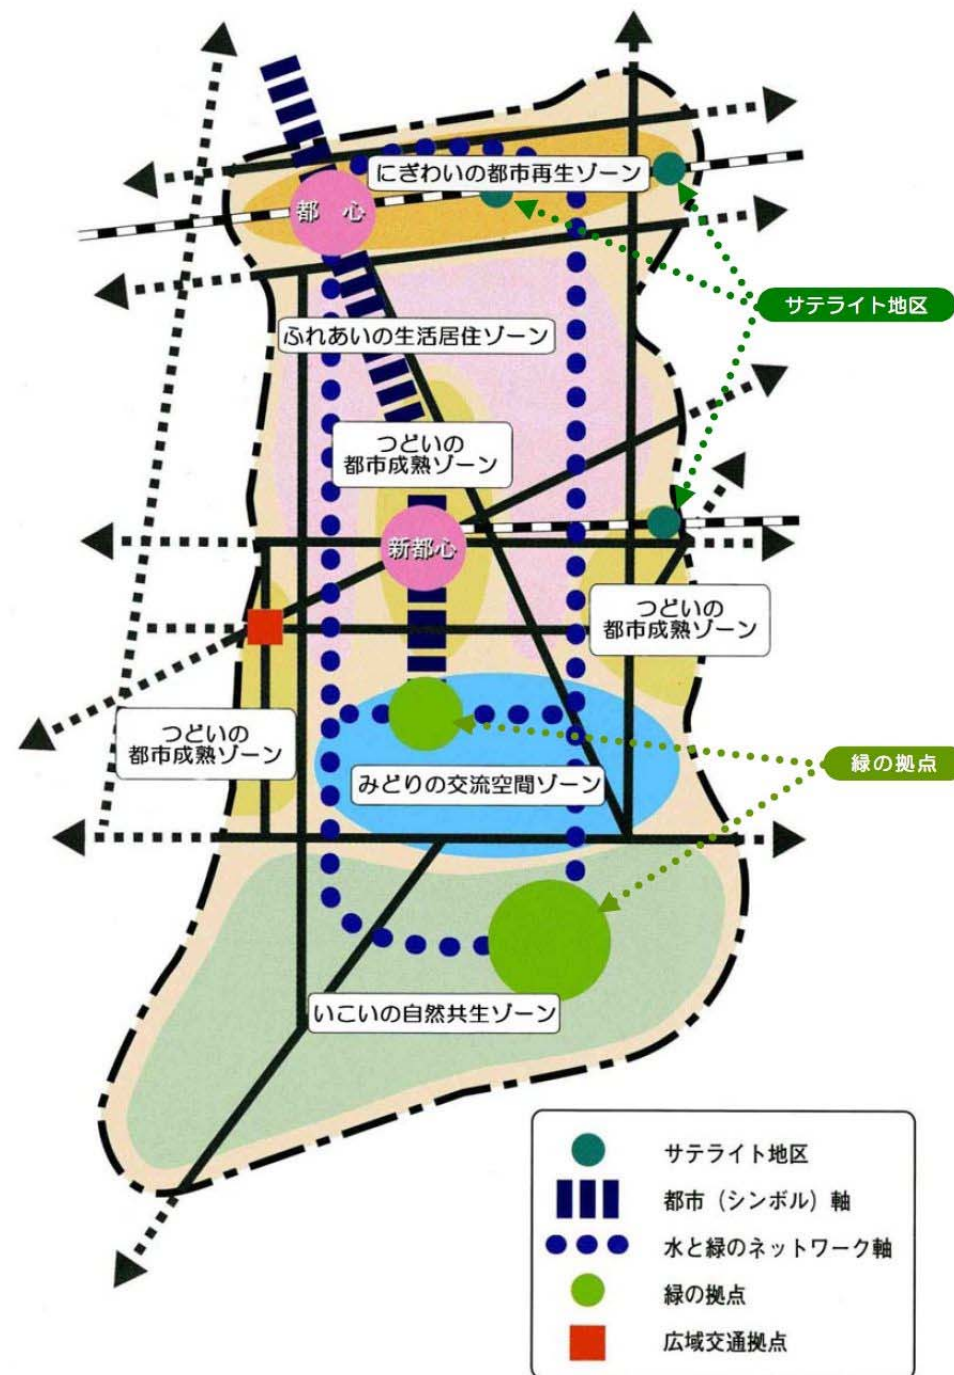 にぎわいの都市再生ゾーン
都 心
サテライト地区
ふれあいの生活居住ゾーン
つどいの
都市成熟ゾーン
新都心
つどいの
都市成熟ゾーン
つどいの
都市成熟ゾーン
緑の拠点
みどりの交流空間ゾーン
いこいの自然共生ゾーン
サテライト地区
都市（シンボル）軸
水と緑のネットワーク軸
緑の拠点
広域交通拠点